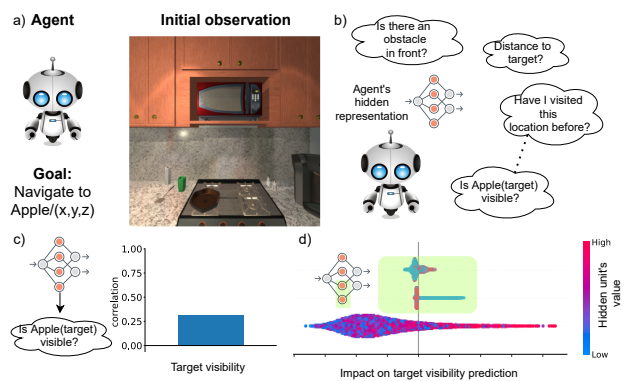 a) Agent
Initial observation
Goal:
Navigate to
Apple/(x,y,z)
b)
Is there an
obstacle
in front?
Distance to
target?
Agent's
hidden
representation
Have I visited
this
location before?
Is Apple(target)
visible?
c)
Is Apple(target)
visible?
correlation
1.00
0.75
0.50
0.25
0.00
Target visibility
d)
High
Hidden unit's
value
Low
Impact on target visibility prediction